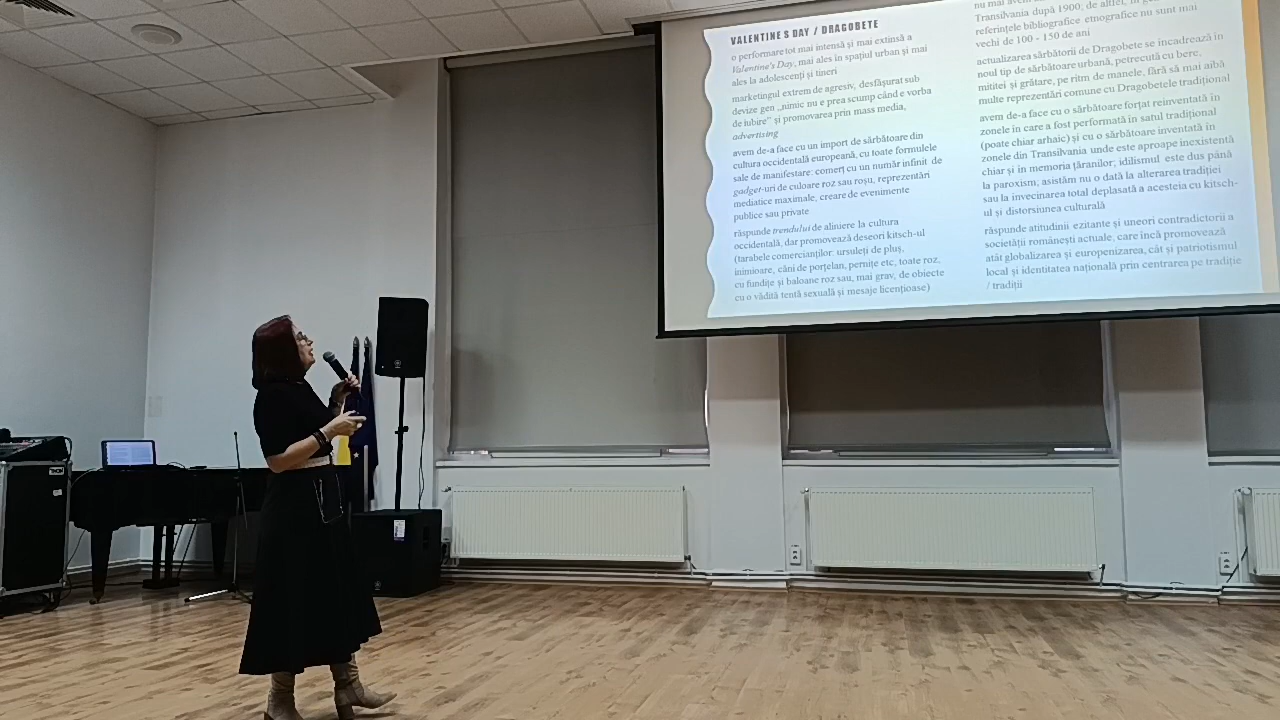 VALENTINE'S DAY / DRAGOBETE
o performare tot mai intensă și mai extinsă a
Valentine's Day, mai ales în spațiul urban și mai
ales la adolescenți și tineri
marketingul extrem de agresiv, desfășurat sub
devize gen „nimic nu e prea scump când e vorba
de iubire" și promovarea prin mass media,
advertising
avem de-a face cu un import de sărbătoare din
cultura occidentală europeană, cu toate formulele
sale de manifestare: comerț cu un număr infinit de
gadget-uri de culoare roz sau roșu, reprezentări
mediatice maximale, creare de evenimente
publice sau private
răspunde trendului de aliniere la cultura
occidentală, dar promovează deseori kitsch-ul
(tarabele comercianților: ursuleți de pluș,
inimioare, căni de porțelan, pernițe etc, toate roz,
cu fundițe și baloane roz sau, mai grav, de obiecte
cu o vădită tentă sexuală și mesaje licențioase)
nu mai
Transilvania după 1900; de altfel, în
referințele bibliografice etnografice nu sunt mai
vechi de 100 - 150 de ani
actualizarea sărbătorii de Dragobete se încadrează în
noul tip de sărbătoare urbană, petrecută cu bere,
mititei și grătare, pe ritm de manele, fără să mai aibă
multe reprezentări comune cu Dragobetele tradițional
avem de-a face cu o sărbătoare forțat reinventată în
zonele în care a fost performată în satul tradițional
(poate chiar arhaic) și cu o sărbătoare inventată în
zonele din Transilvania unde este aproape inexistentă
chiar și în memoria țăranilor; idilismul este dus până
la paroxism, asistăm nu o dată la alterarea tradiției
sau la învecinarea total deplasată a acesteia cu kitsch-
ul și distorsiunea culturală
răspunde atitudinii ezitante și uneori contradictorii a
societății românești actuale, care încă promovează
atât globalizarea și europenizarea, cât și patriotismul
local și identitatea națională prin centrarea pe tradiție
/ tradiții